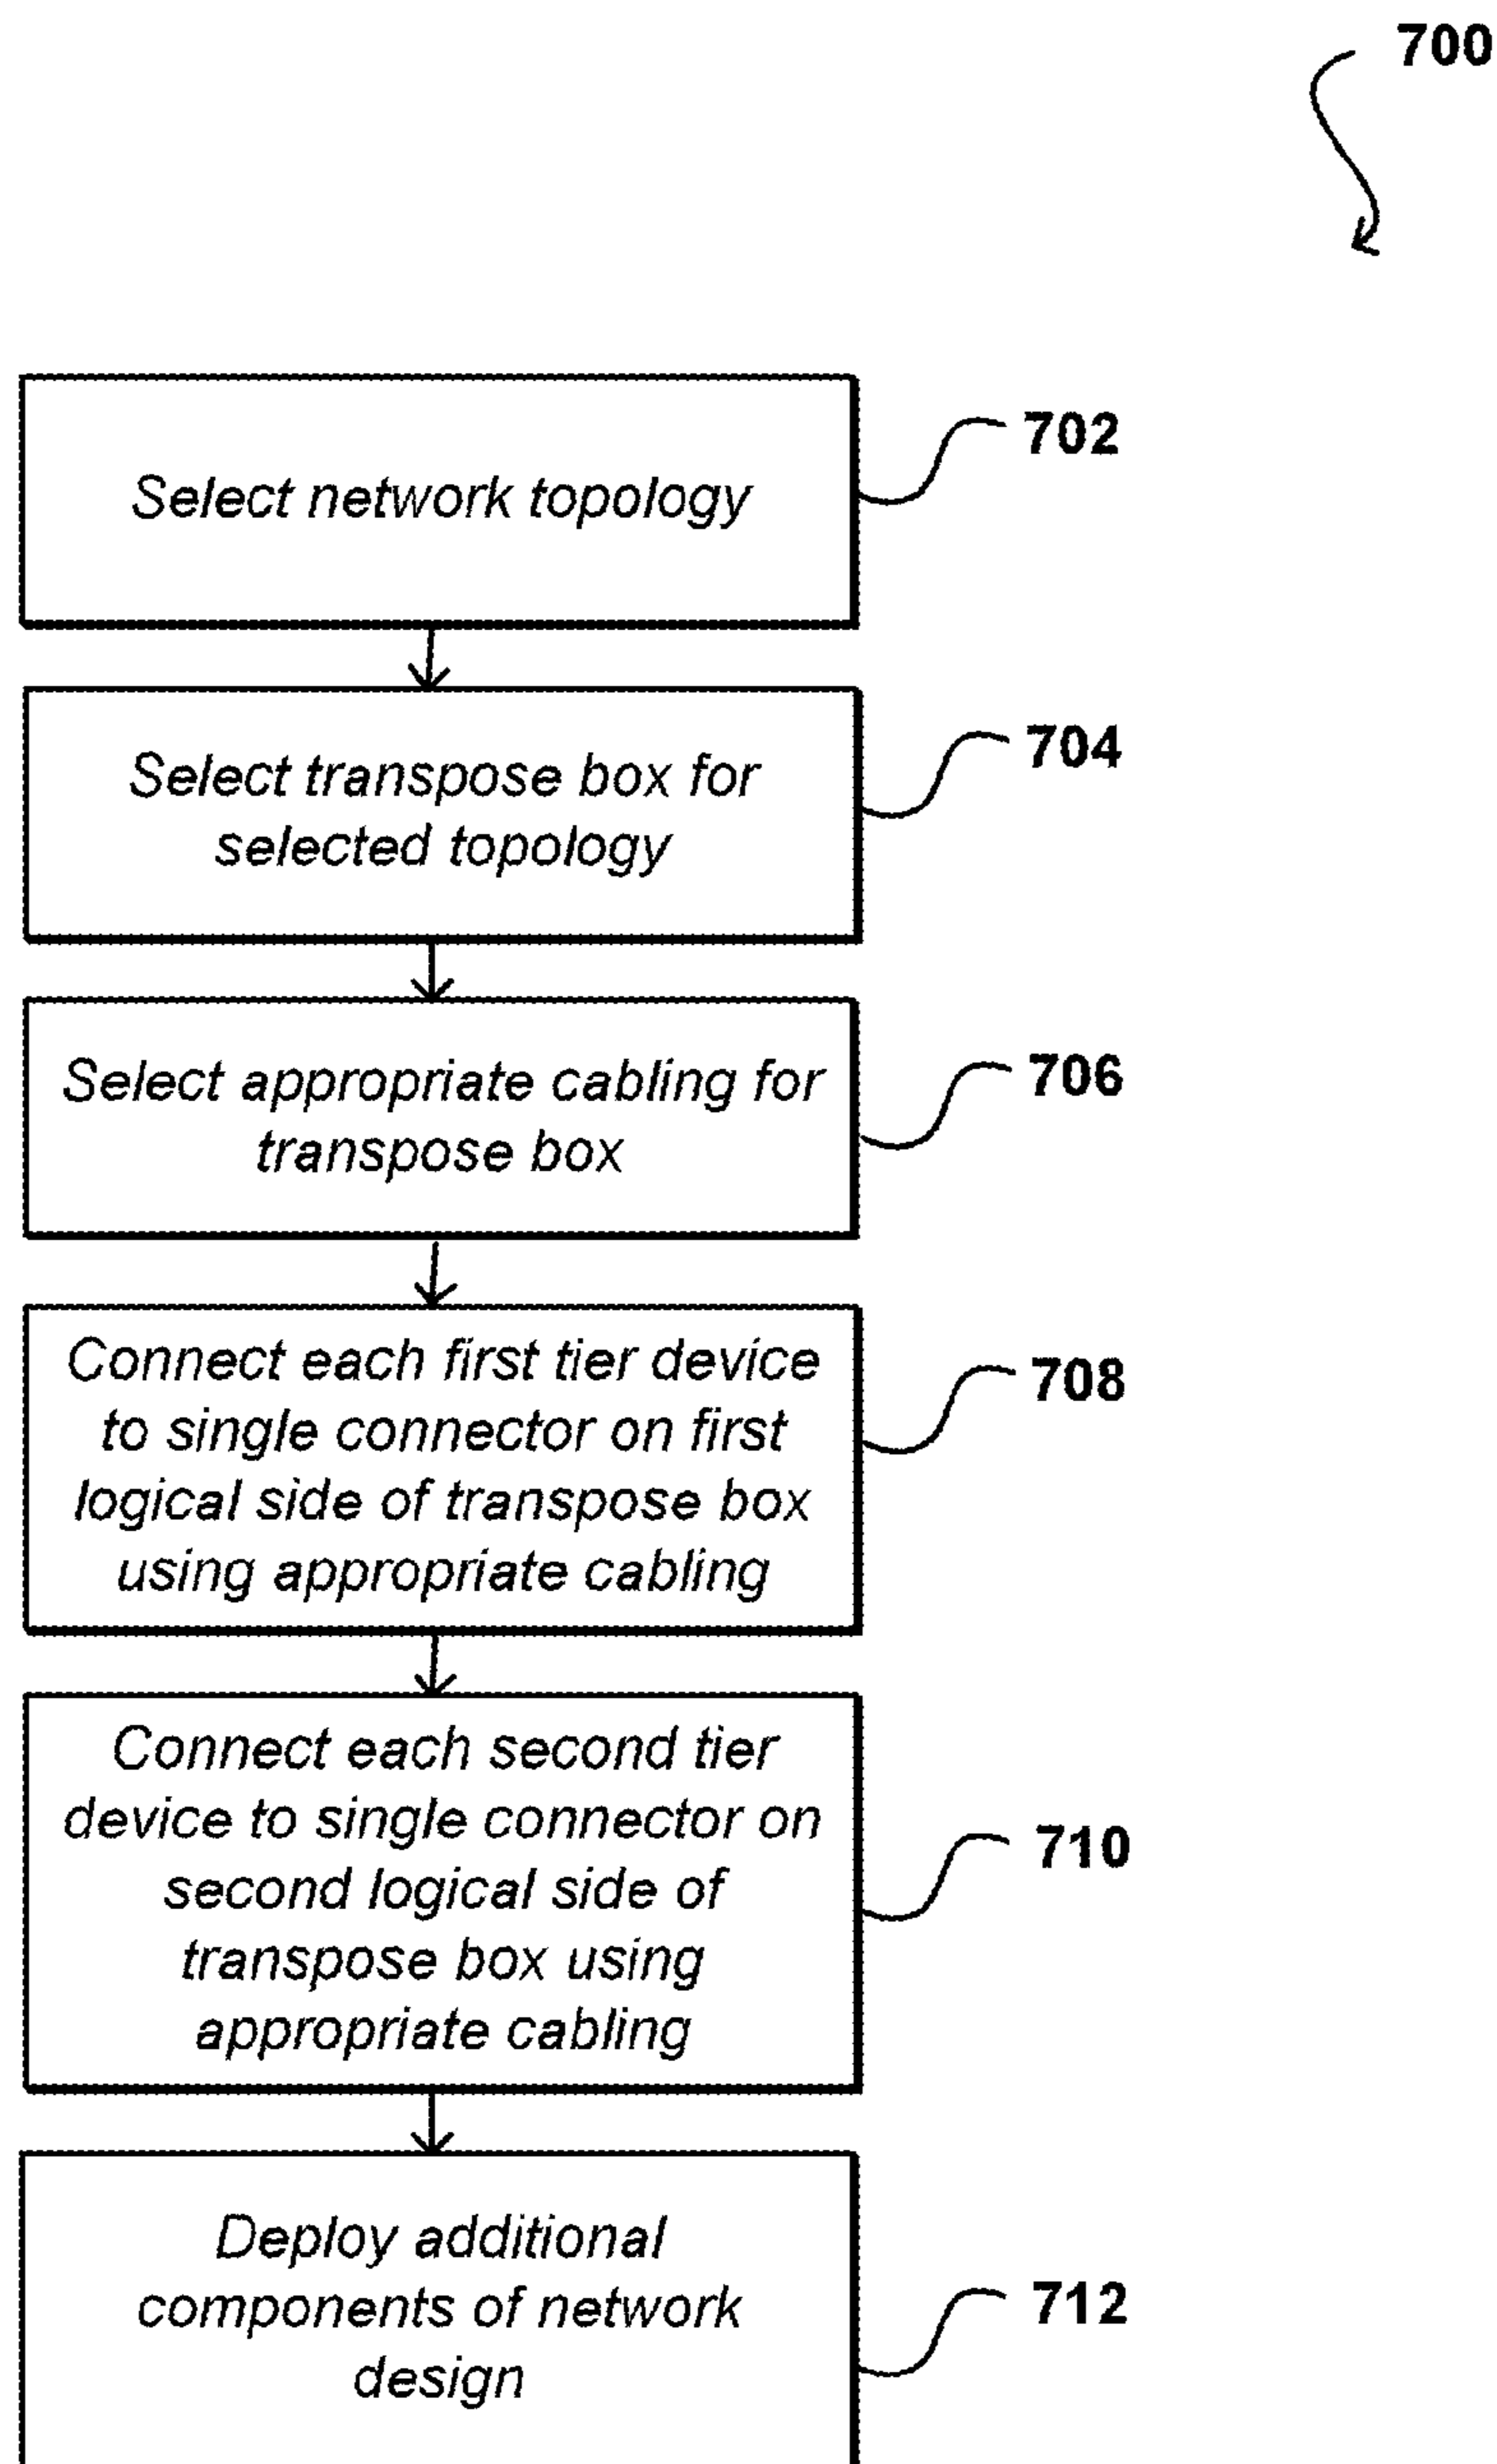 700
Select network topology
702
Select transpose box for
selected topology
704
Select appropriate cabling for
transpose box
706
Connect each first tier device
to single connector on first
logical side of transpose box
using appropriate cabling
708
Connect each second tier
device to single connector on
second logical side of
transpose box using
appropriate cabling
710
Deploy additional
components of network
design
712